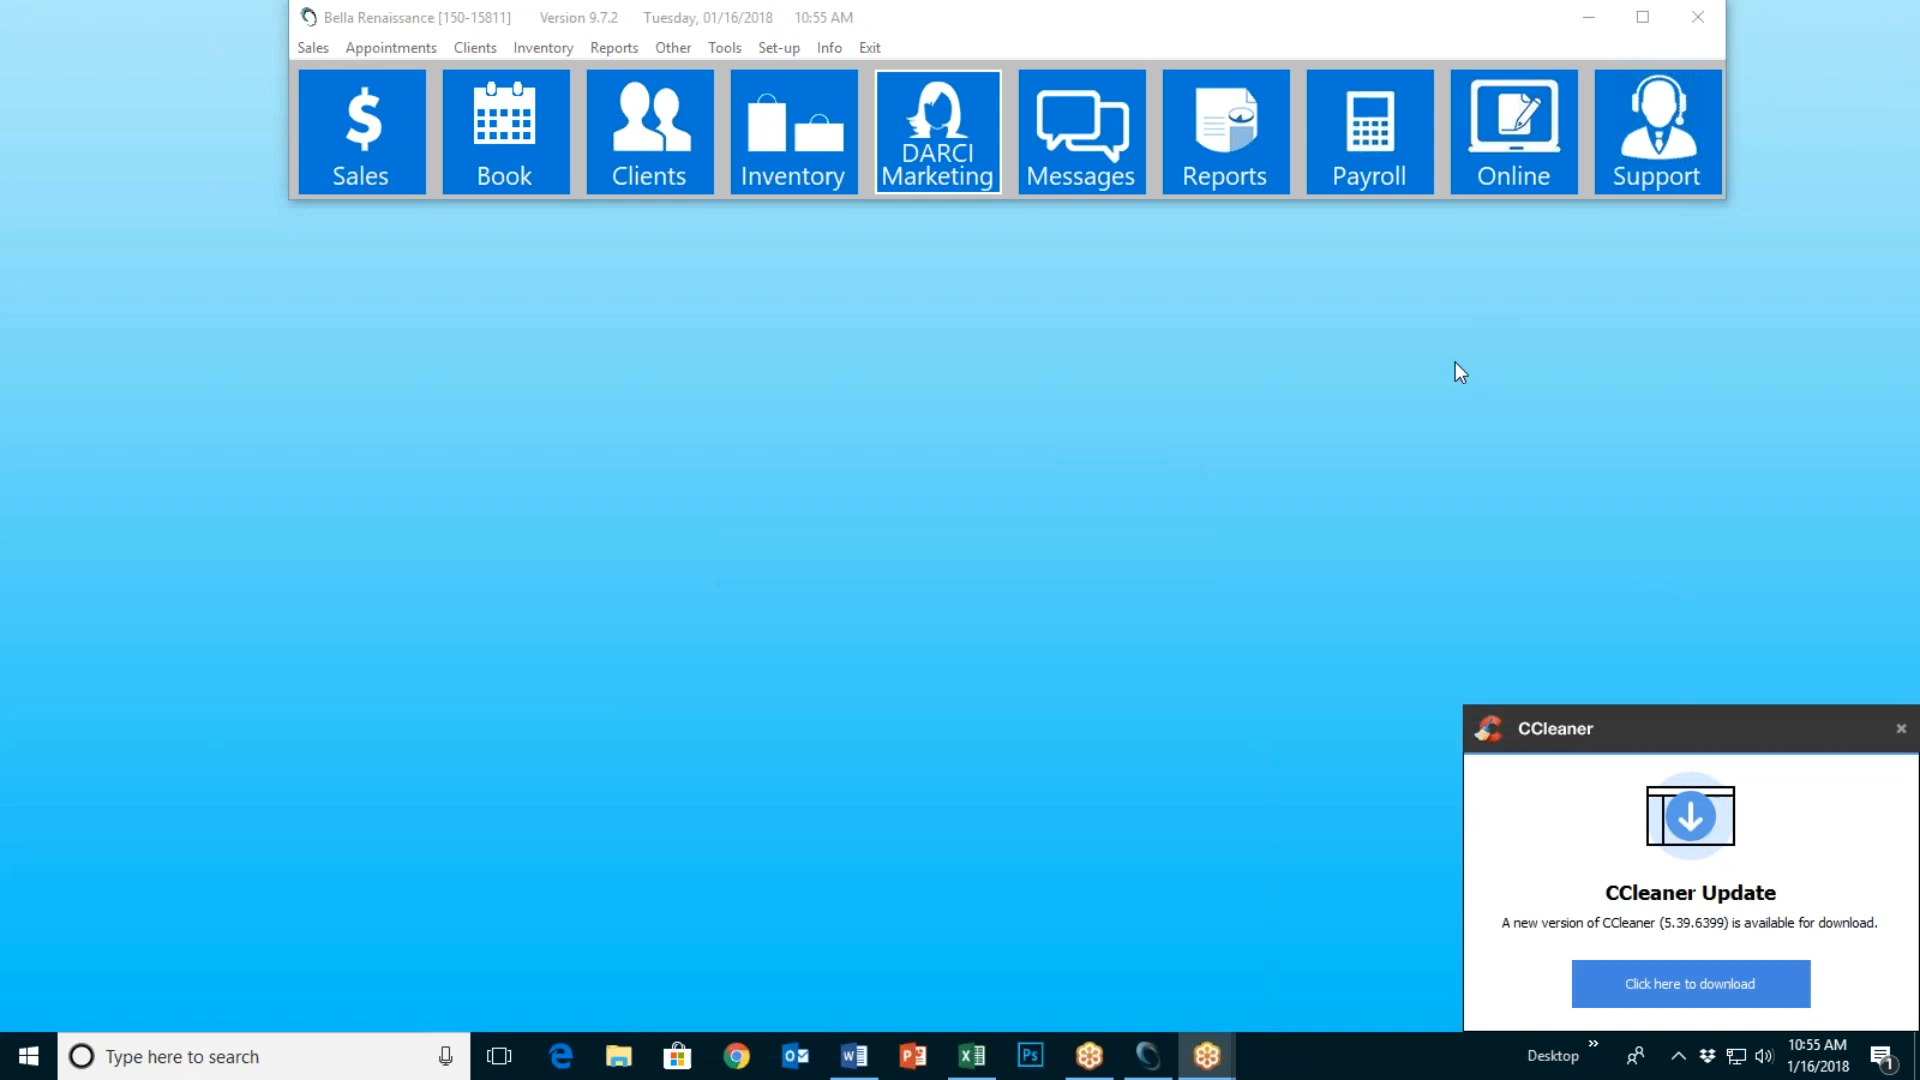 Bella Renaissance [150-15811] Version 9.7.2 Tuesday, 01/16/2018 10:55 AM
Sales Appointments Clients Inventory Reports Other Tools Set-up Info Exit
Sales
Book
Clients
Inventory
DARCI
Marketing
Messages
Reports
Payroll
Online
Support
CCleaner
CCleaner Update
A new version of CCleaner (5.39.6399) is available for download.
Click here to download
Type here to search
Desktop
10:55 AM
1/16/2018
Ps
1